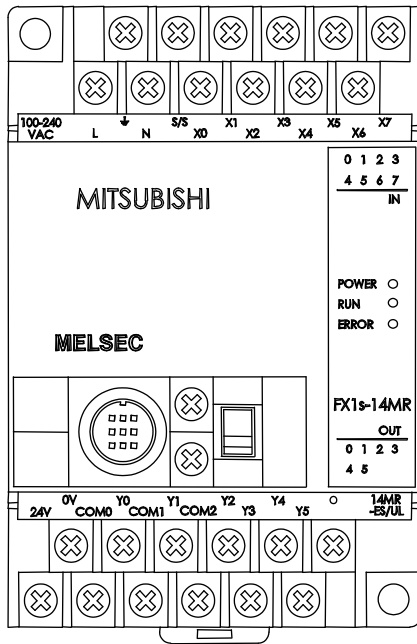 100-240 VAC
⏚ S/S X1 X3 X5 X7
L N X0 X2 X4 X6
0 1 2 3
4 5 6 7
IN
MITSUBISHI
POWER
RUN
ERROR
MELSEC
FX1s-14MR
OUT
0 1 2 3
4 5
0V Y0 Y1 Y2 Y4
24V COM0 COM1 COM2 Y3 Y5
14MR
-ES/UL